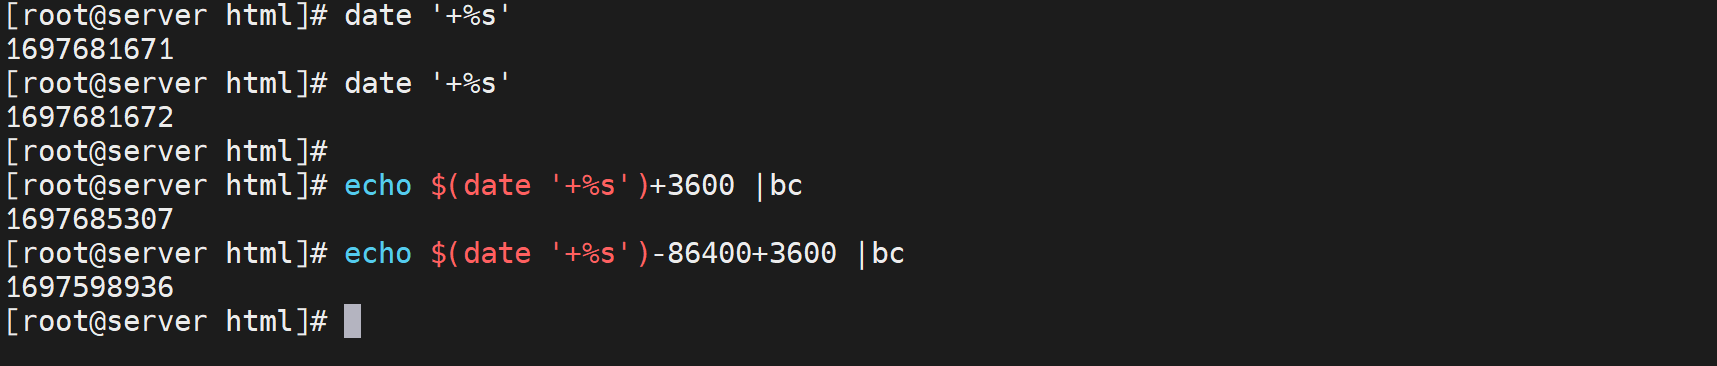 [root@server html]# date '+%s'
1697681671
[root@server html]# date '+%s'
1697681672
[root@server html]#
[root@server html]# echo $(date '+%s')+3600 |bc
1697685307
[root@server html]# echo $(date '+%s')-86400+3600 |bc
1697598936
[root@server html]#